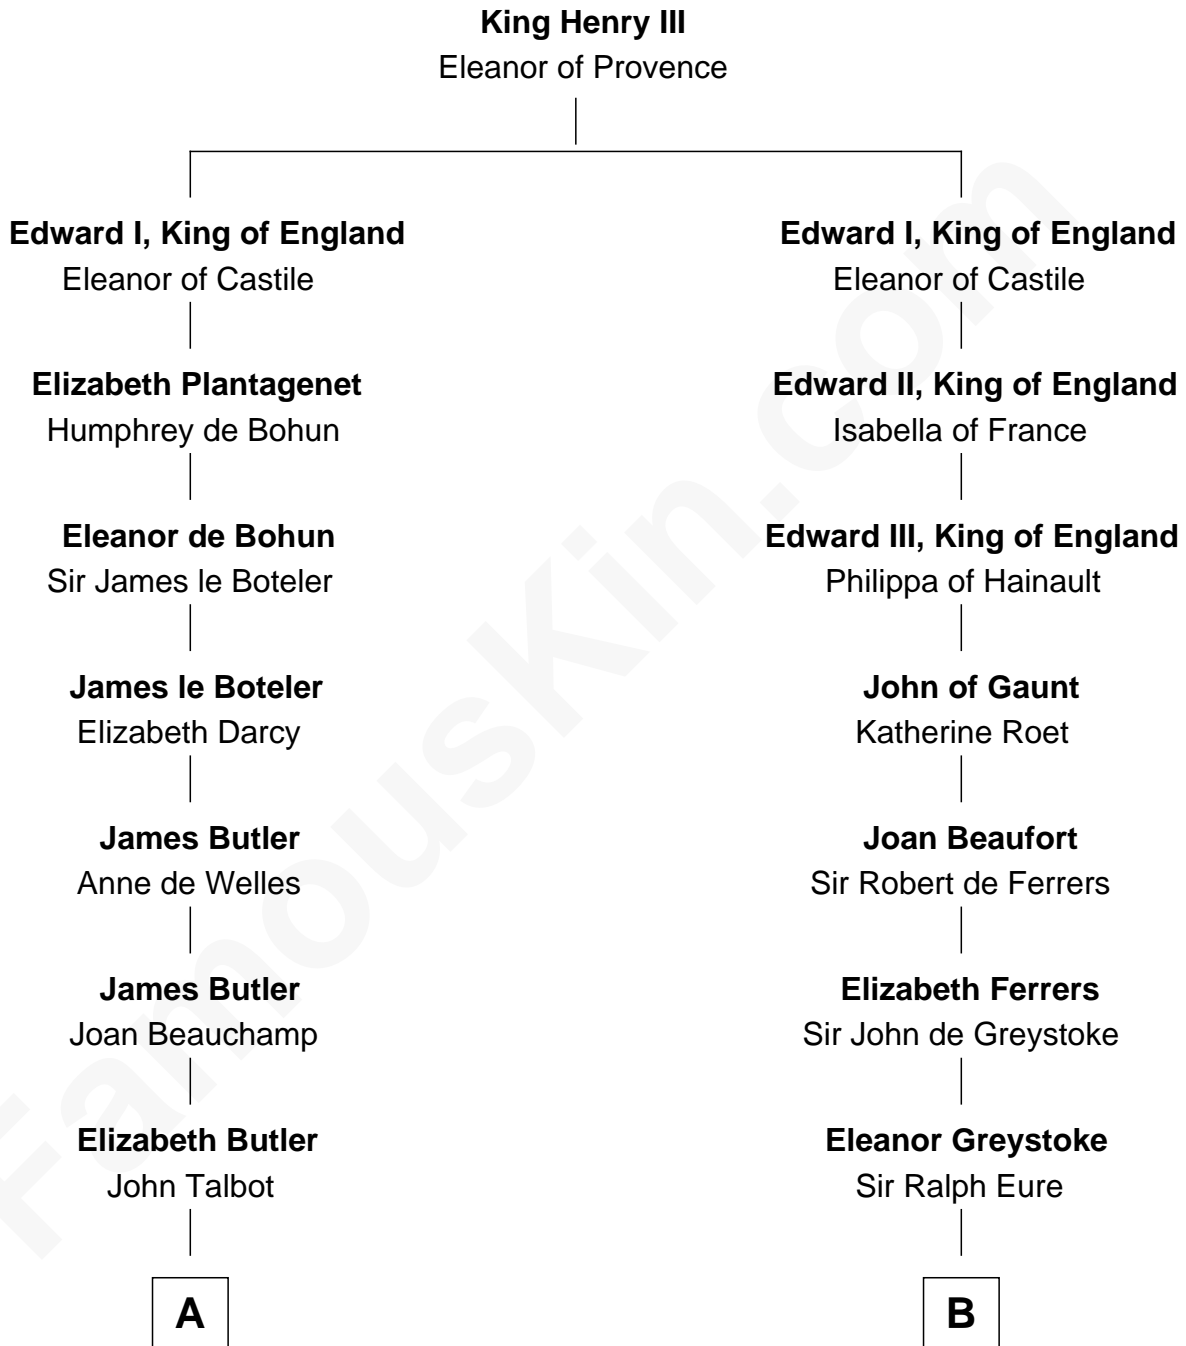 King Henry III
Eleanor of Provence
Edward I, King of England
Eleanor of Castile
Elizabeth Plantagenet
Humphrey de Bohun
Eleanor de Bohun
Sir James le Boteler
James le Boteler
Elizabeth Darcy
James Butler
Anne de Welles
James Butler
Joan Beauchamp
Elizabeth Butler
John Talbot
A
Edward I, King of England
Eleanor of Castile
Edward II, King of England
Isabella of France
Edward III, King of England
Philippa of Hainault
John of Gaunt
Katherine Roet
Joan Beaufort
Sir Robert de Ferrers
Elizabeth Ferrers
Sir John de Greystoke
Eleanor Greystoke
Sir Ralph Eure
B
FamousKin.com